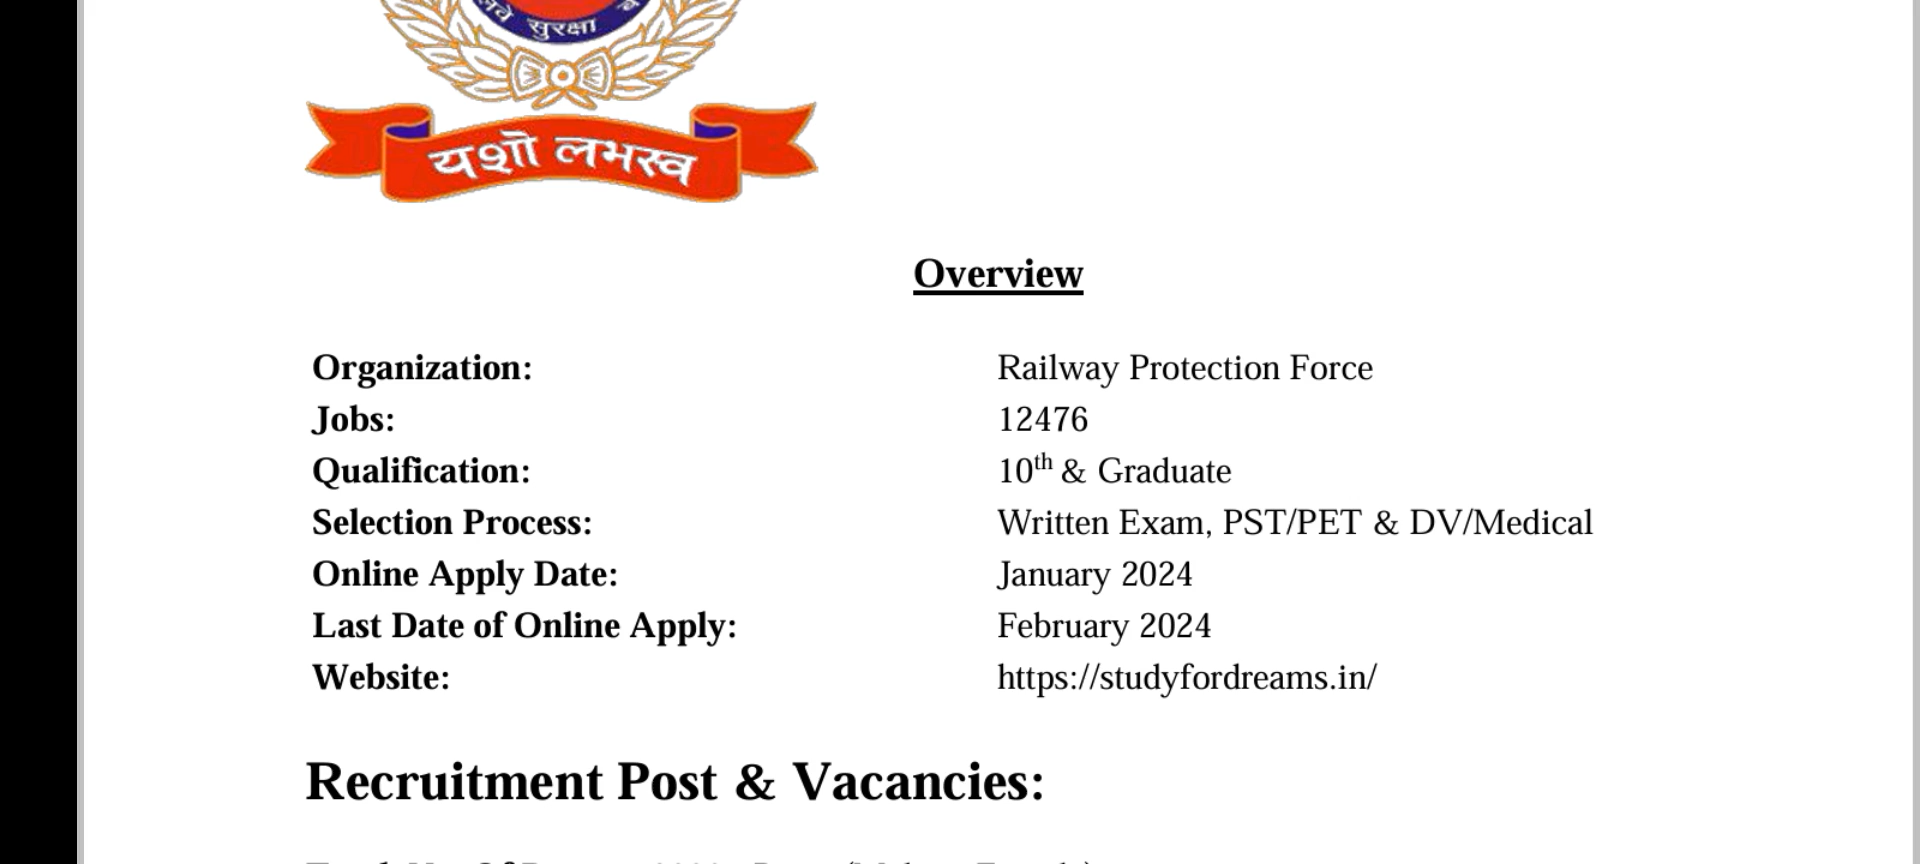 सुरक्षा
यशो लभस्व
Overview
Organization: Railway Protection Force
Jobs: 12476
Qualification: 10th & Graduate
Selection Process: Written Exam, PST/PET & DV/Medical
Online Apply Date: January 2024
Last Date of Online Apply: February 2024
Website: https://studyfordreams.in/
Recruitment Post & Vacancies: